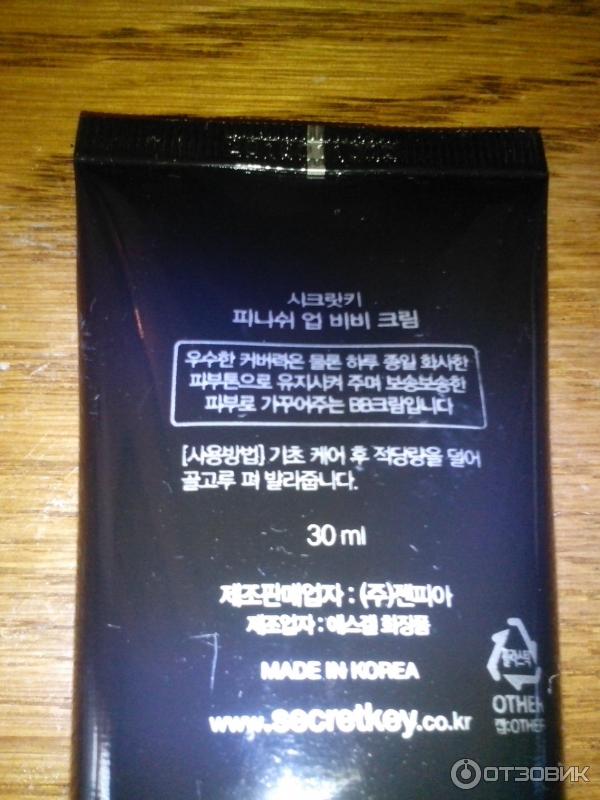 시크릿키
피니쉬 업 비비 크림
우수한 커버력은 물론 하루 종일 화사한
피부톤으로 유지시켜 주며 보송보송한
피부로 가꾸어주는 BB크림입니다
[사용방법] 기초 케어 후 적당량을 덜어
골고루 펴 발라줍니다.
30 ml
제조판매업자 : (주)젠피아
제조업자 : 에스겔 화장품
MADE IN KOREA
www.secretkey.co.kr
플라스틱
OTHER
캡:OTHER
ОТЗОВИК